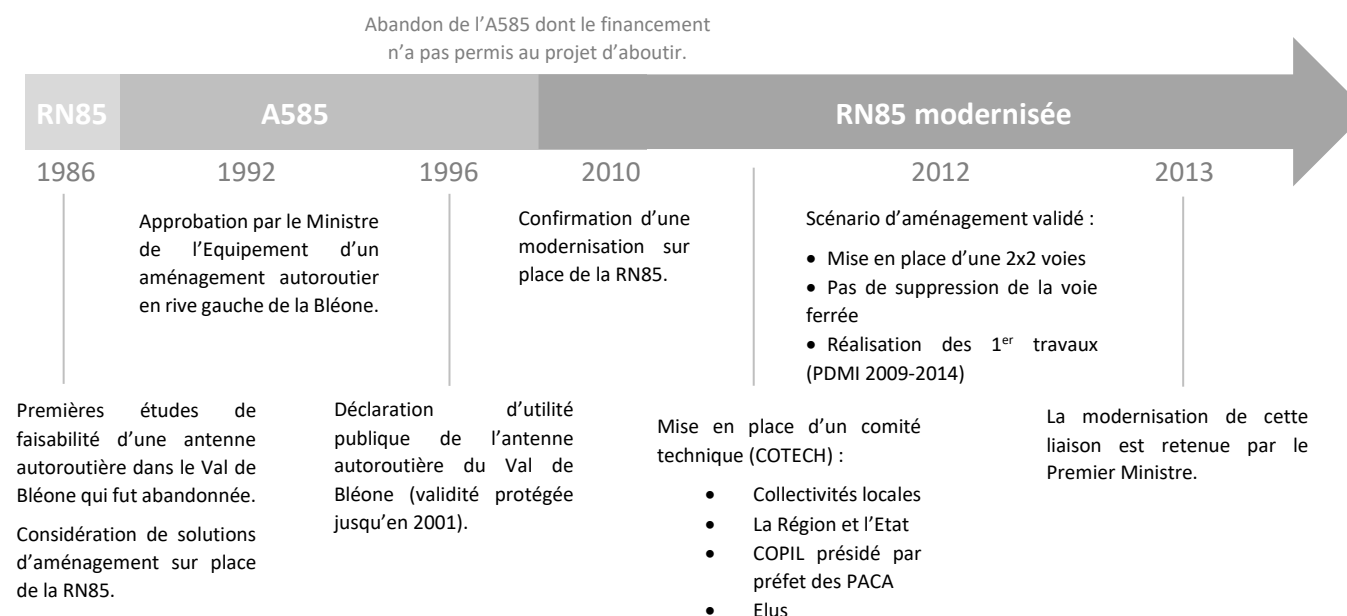 Abandon de l'A585 dont le financement
n'a pas permis au projet d'aboutir.
RN85
A585
RN85 modernisée
1986
1992
1996
2010
2012
2013
Approbation par le Ministre
de l'Equipement d'un
aménagement autoroutier
en rive gauche de la Bléone.
Confirmation d'une
modernisation sur
place de la RN85.
Scénario d'aménagement validé :
• Mise en place d'une 2x2 voies
• Pas de suppression de la voie
ferrée
• Réalisation des 1er travaux
(PDMI 2009-2014)
Premières études de
faisabilité d'une antenne
autoroutière dans le Val de
Bléone qui fut abandonnée.
Considération de solutions
d'aménagement sur place
de la RN85.
Déclaration d'utilité
publique de l'antenne
autoroutière du Val de
Bléone (validité protégée
jusqu'en 2001).
Mise en place d'un comité
technique (COTECH) :
• Collectivités locales
• La Région et l'Etat
• COPIL présidé par
préfet des PACA
• Elus
La modernisation de cette
liaison est retenue par le
Premier Ministre.